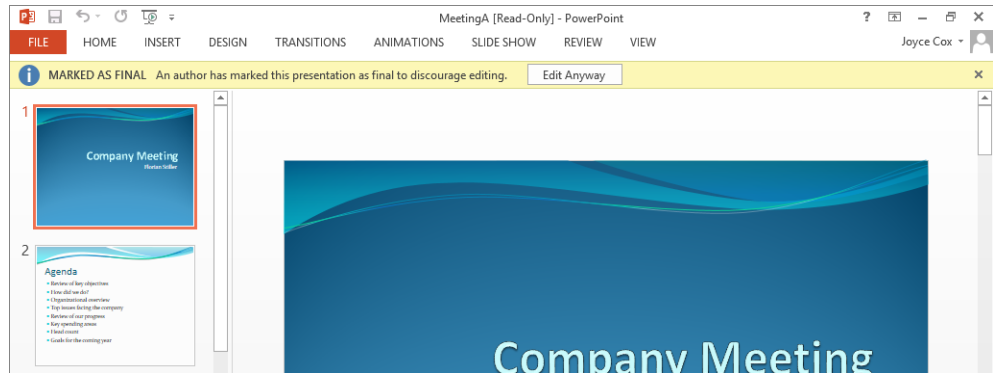 MeetingA [Read-Only] - PowerPoint
FILE HOME INSERT DESIGN TRANSITIONS ANIMATIONS SLIDE SHOW REVIEW VIEW Joyce Cox
MARKED AS FINAL An author has marked this presentation as final to discourage editing. Edit Anyway
1
Company Meeting
Florian Stiller
2
Agenda
Review of key objectives
How did we do?
Organizational overview
Top issues facing the company
Review of our progress
Key spending areas
Head count
Goals for the coming year
Company Meeting